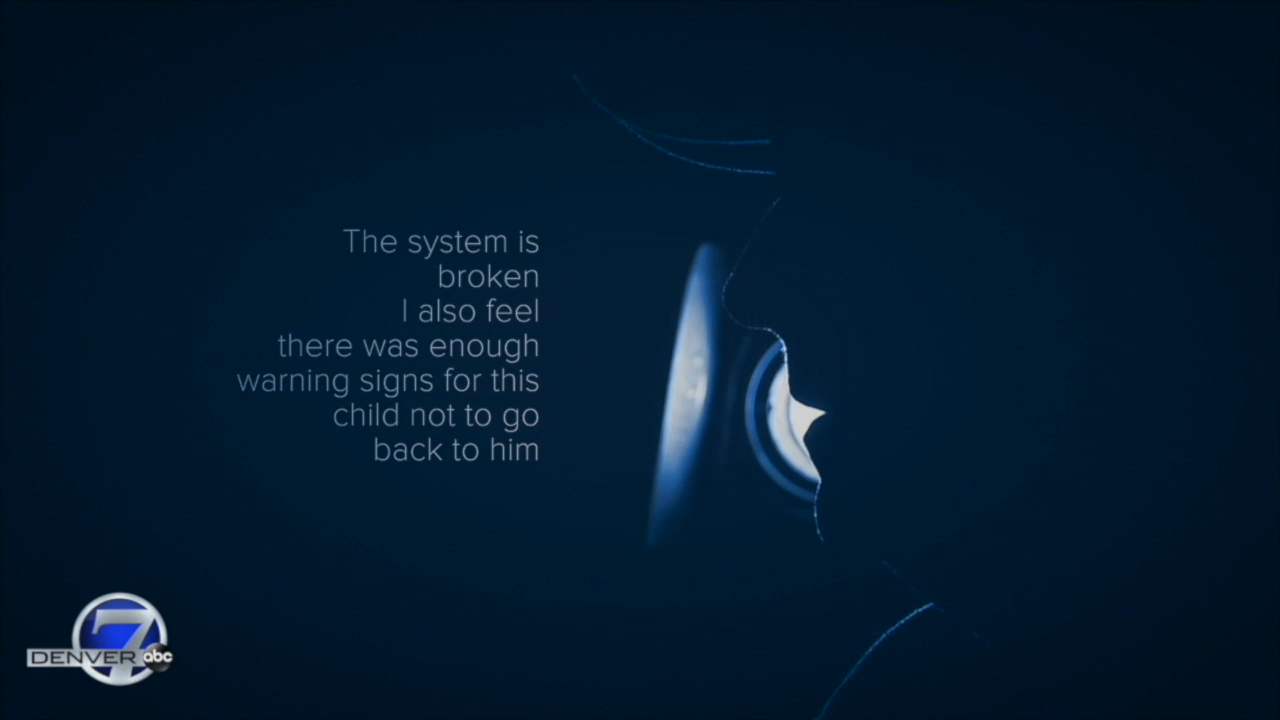 The system is
broken
I also feel
there was enough
warning signs for this
child not to go
back to him
7
DENVER abc